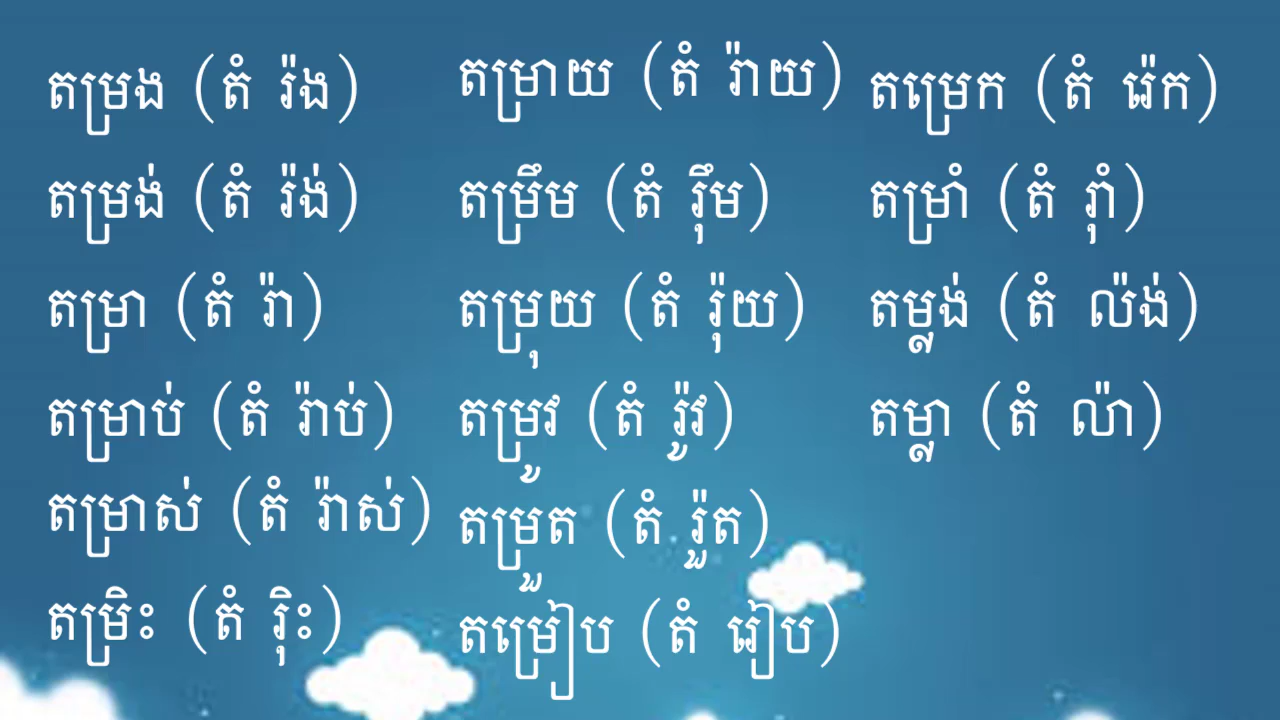 តម្រង (តំ រ៉ង)
តម្រង់ (តំ រ៉ង់)
តម្រា (តំ រ៉ា)
តម្រាប់ (តំ រ៉ាប់)
តម្រាស់ (តំ រ៉ាស់)
តម្រិះ (តំ រ៉ិះ)
តម្រាយ (តំ រ៉ាយ)
តម្រឹម (តំ រ៉ឹម)
តម្រុយ (តំ រ៉ុយ)
តម្រូវ (តំ រ៉ូវ)
តម្រួត (តំ រ៉ួត)
តម្រៀប (តំ រៀប)
តម្រេក (តំ រ៉េក)
តម្រាំ (តំ រ៉ាំ)
តម្លង់ (តំ ល៉ង់)
តម្លា (តំ ល៉ា)